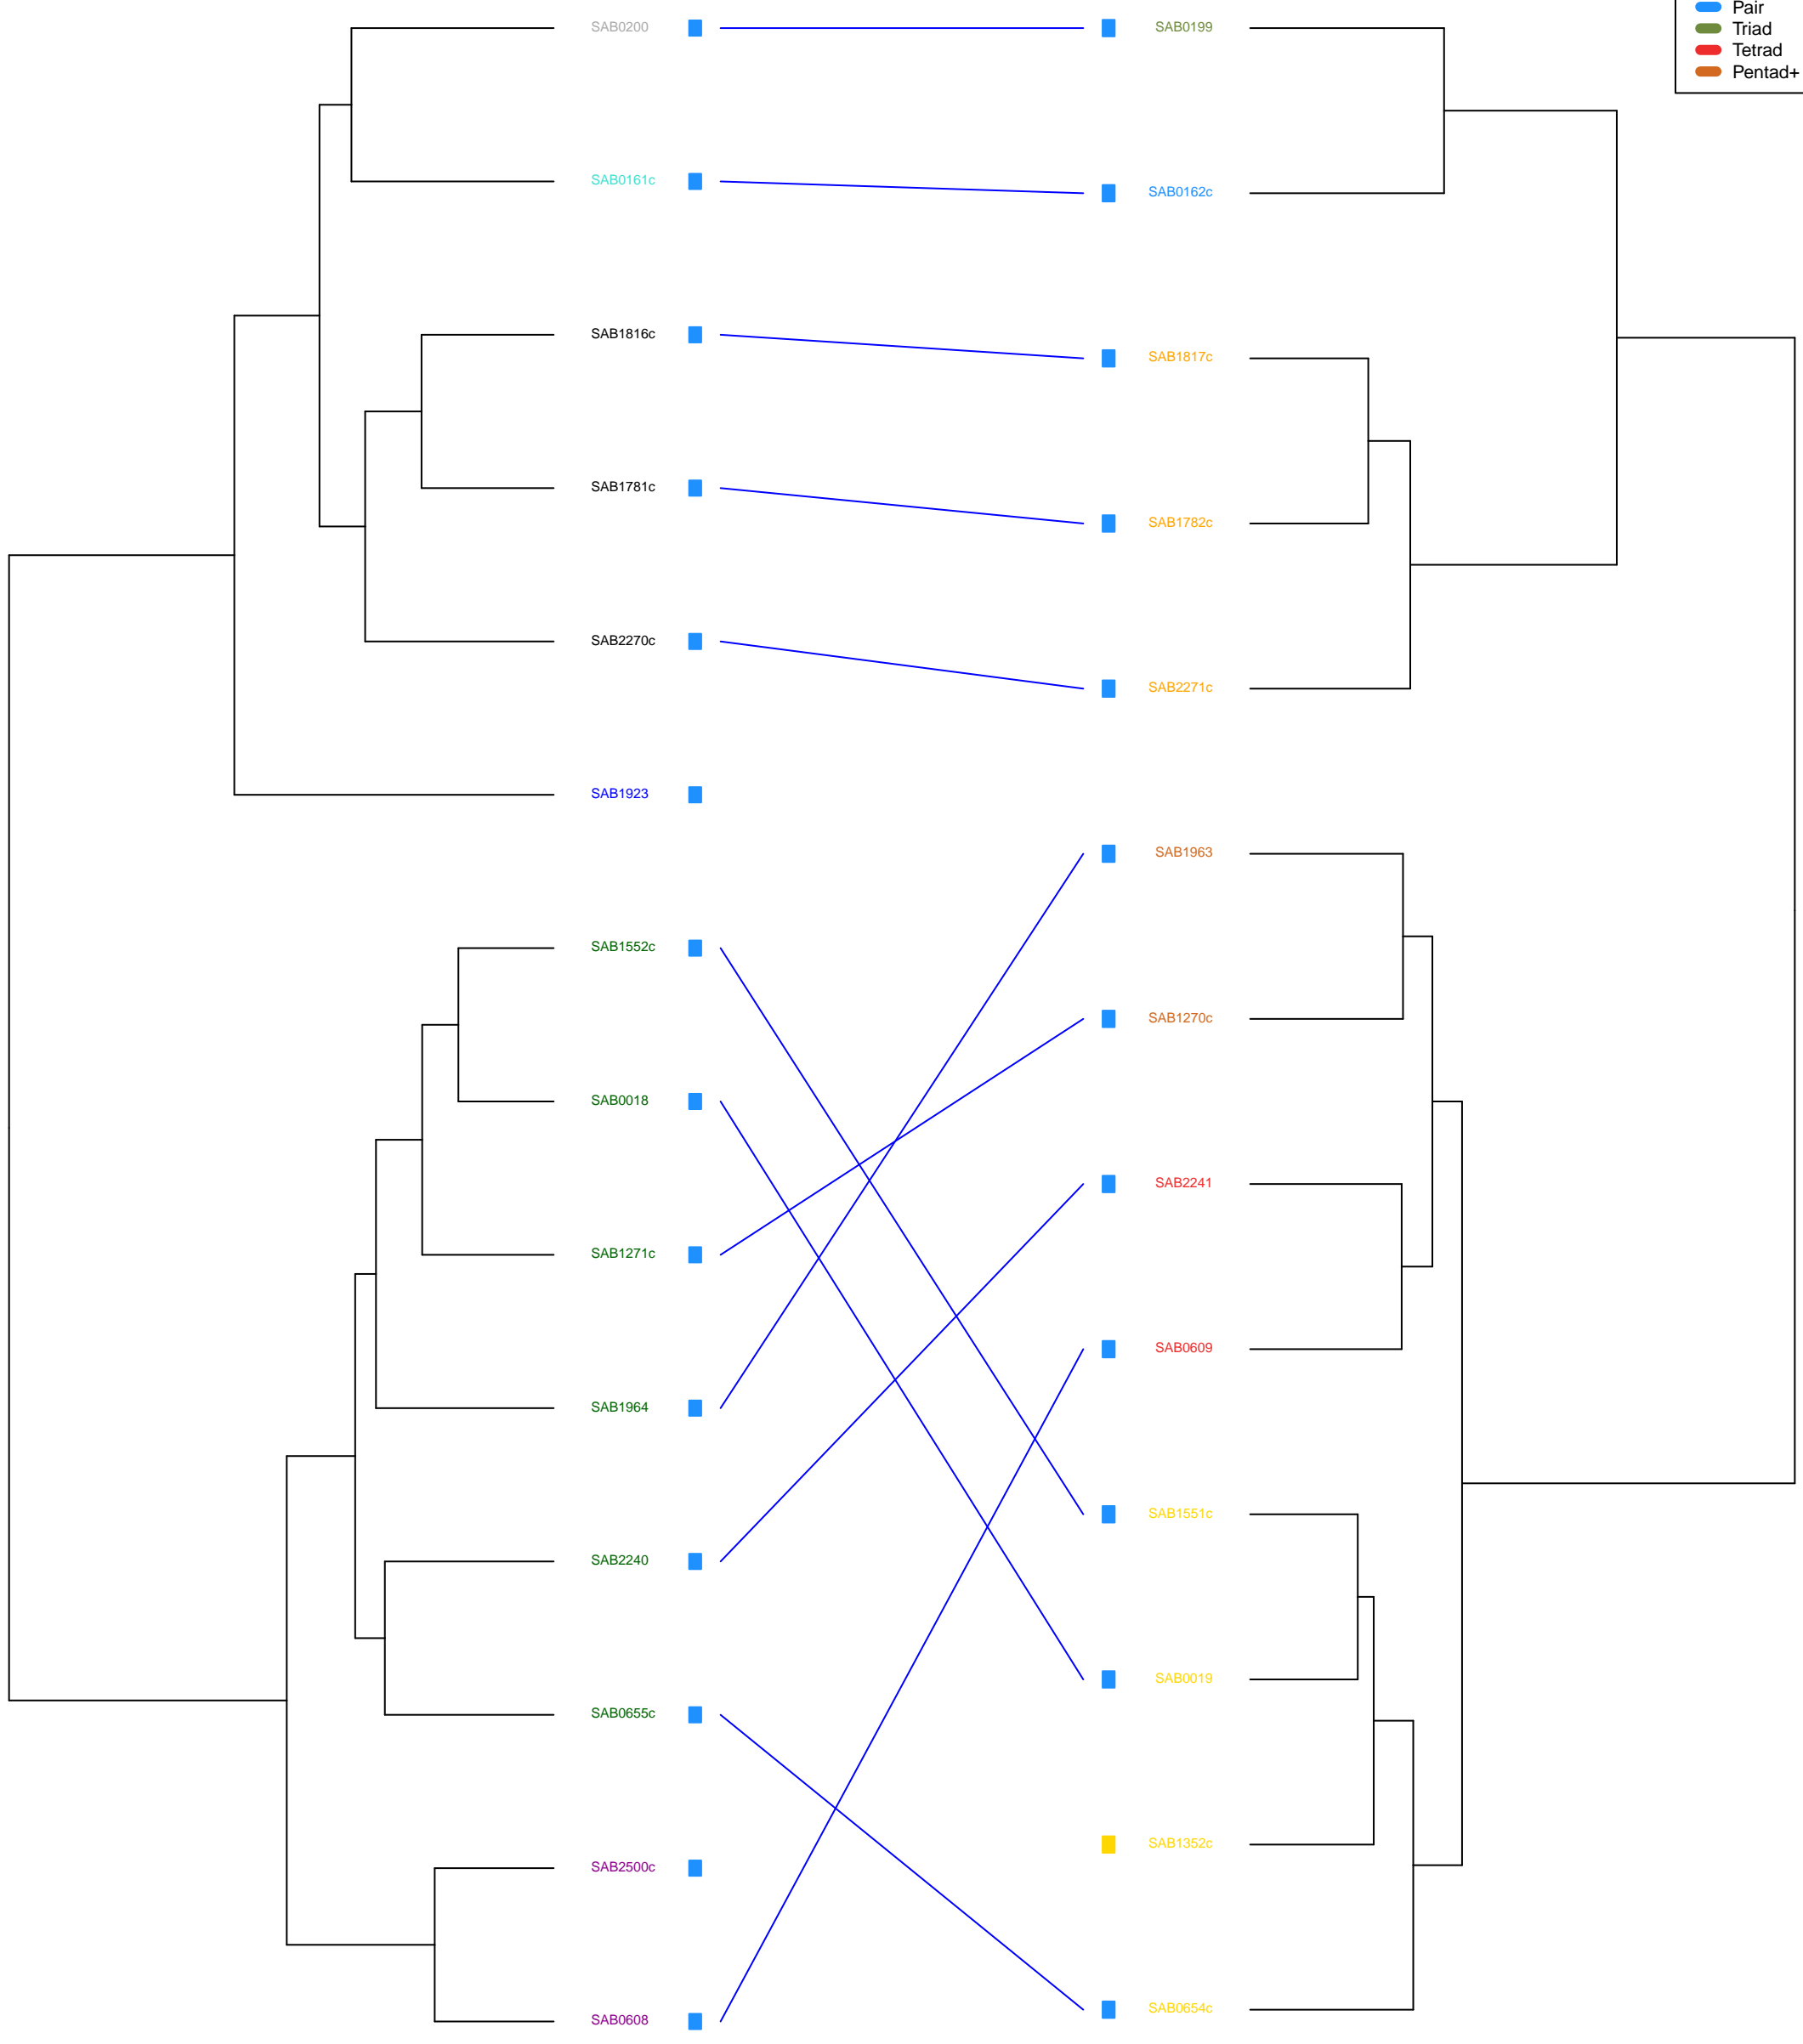 Pair
Triad
Tetrad
Pentad+
SAB0200 SAB0199
SAB0161c SAB0162c
SAB1816c SAB1817c
SAB1781c SAB1782c
SAB2270c SAB2271c
SAB1923
SAB1963
SAB1552c
SAB1270c
SAB0018
SAB2241
SAB1271c
SAB0609
SAB1964
SAB1551c
SAB2240
SAB0019
SAB0655c
SAB1352c
SAB2500c
SAB0654c
SAB0608